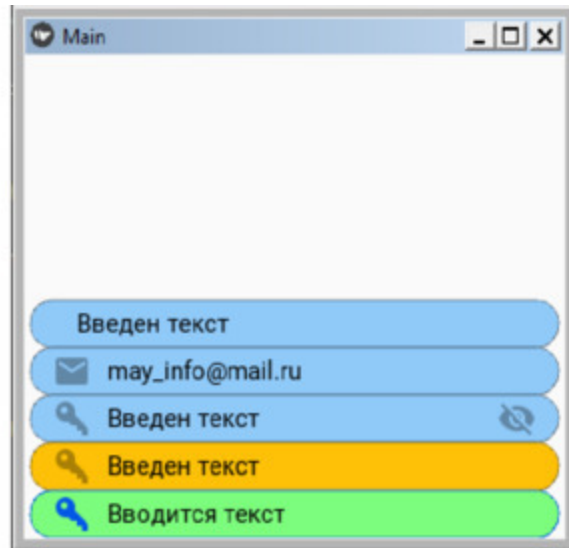 Main
Введен текст
may_info@mail.ru
Введен текст
Введен текст
Вводится текст